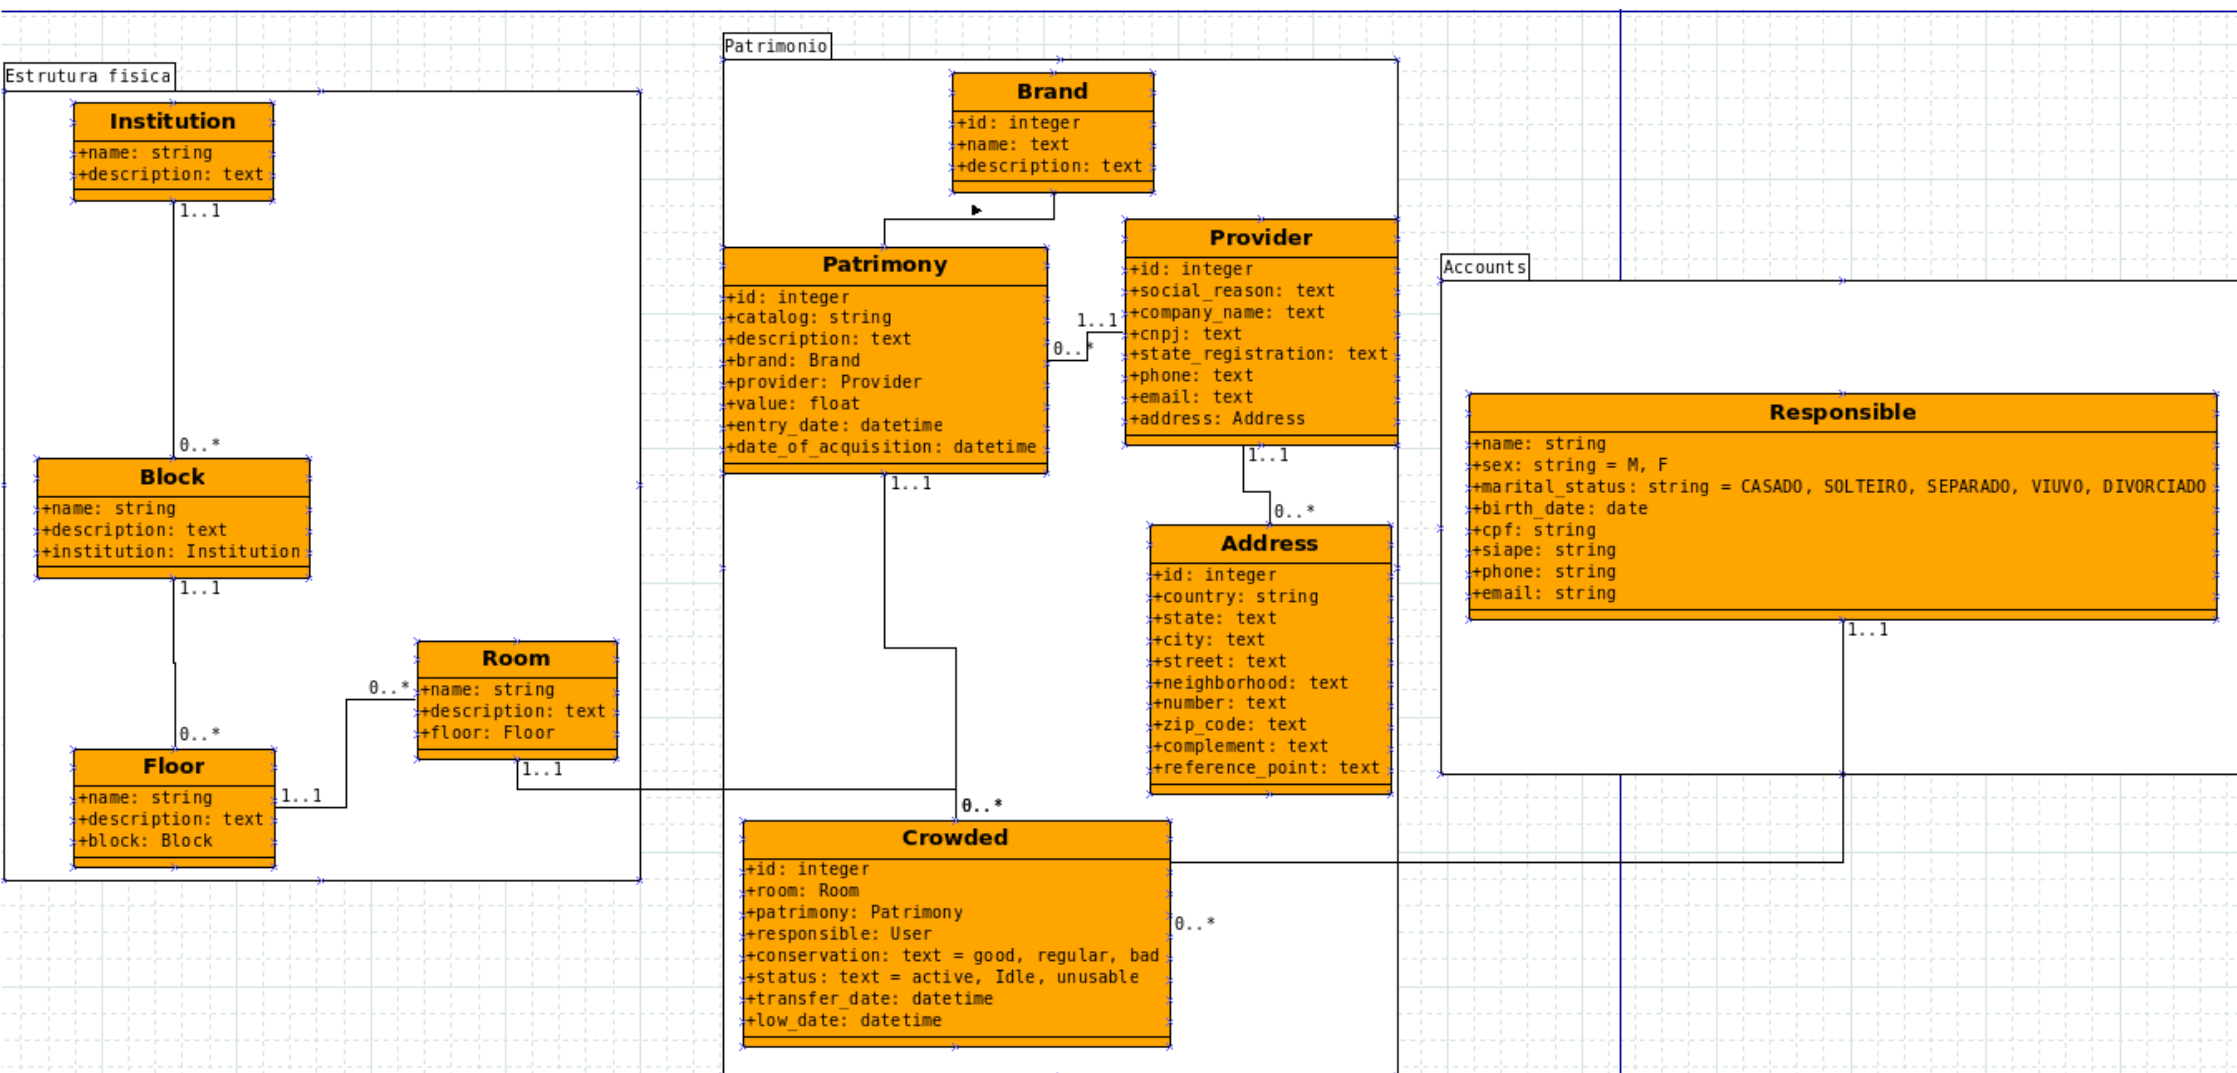 Estrutura fisica
Institution
+name: string
+description: text
1..1
0..*
Block
+name: string
+description: text
+institution: Institution
1..1
0..*
Floor
+name: string
+description: text
+block: Block
1..1
0..*
Room
+name: string
+description: text
+floor: Floor
1..1
Patrimonio
Brand
+id: integer
+name: text
+description: text
Patrimony
+id: integer
+catalog: string
+description: text
+brand: Brand
+provider: Provider
+value: float
+entry_date: datetime
+date_of_acquisition: datetime
1..1
0..*
1..1
Provider
+id: integer
+social_reason: text
+company_name: text
+cnpj: text
+state_registration: text
+phone: text
+email: text
+address: Address
1..1
0..*
Address
+id: integer
+country: string
+state: text
+city: text
+street: text
+neighborhood: text
+number: text
+zip_code: text
+complement: text
+reference_point: text
0..*
Crowded
+id: integer
+room: Room
+patrimony: Patrimony
+responsible: User
+conservation: text = good, regular, bad
+status: text = active, Idle, unusable
+transfer_date: datetime
+low_date: datetime
0..*
Accounts
Responsible
+name: string
+sex: string = M, F
+marital_status: string = CASADO, SOLTEIRO, SEPARADO, VIUVO, DIVORCIADO
+birth_date: date
+cpf: string
+siape: string
+phone: string
+email: string
1..1